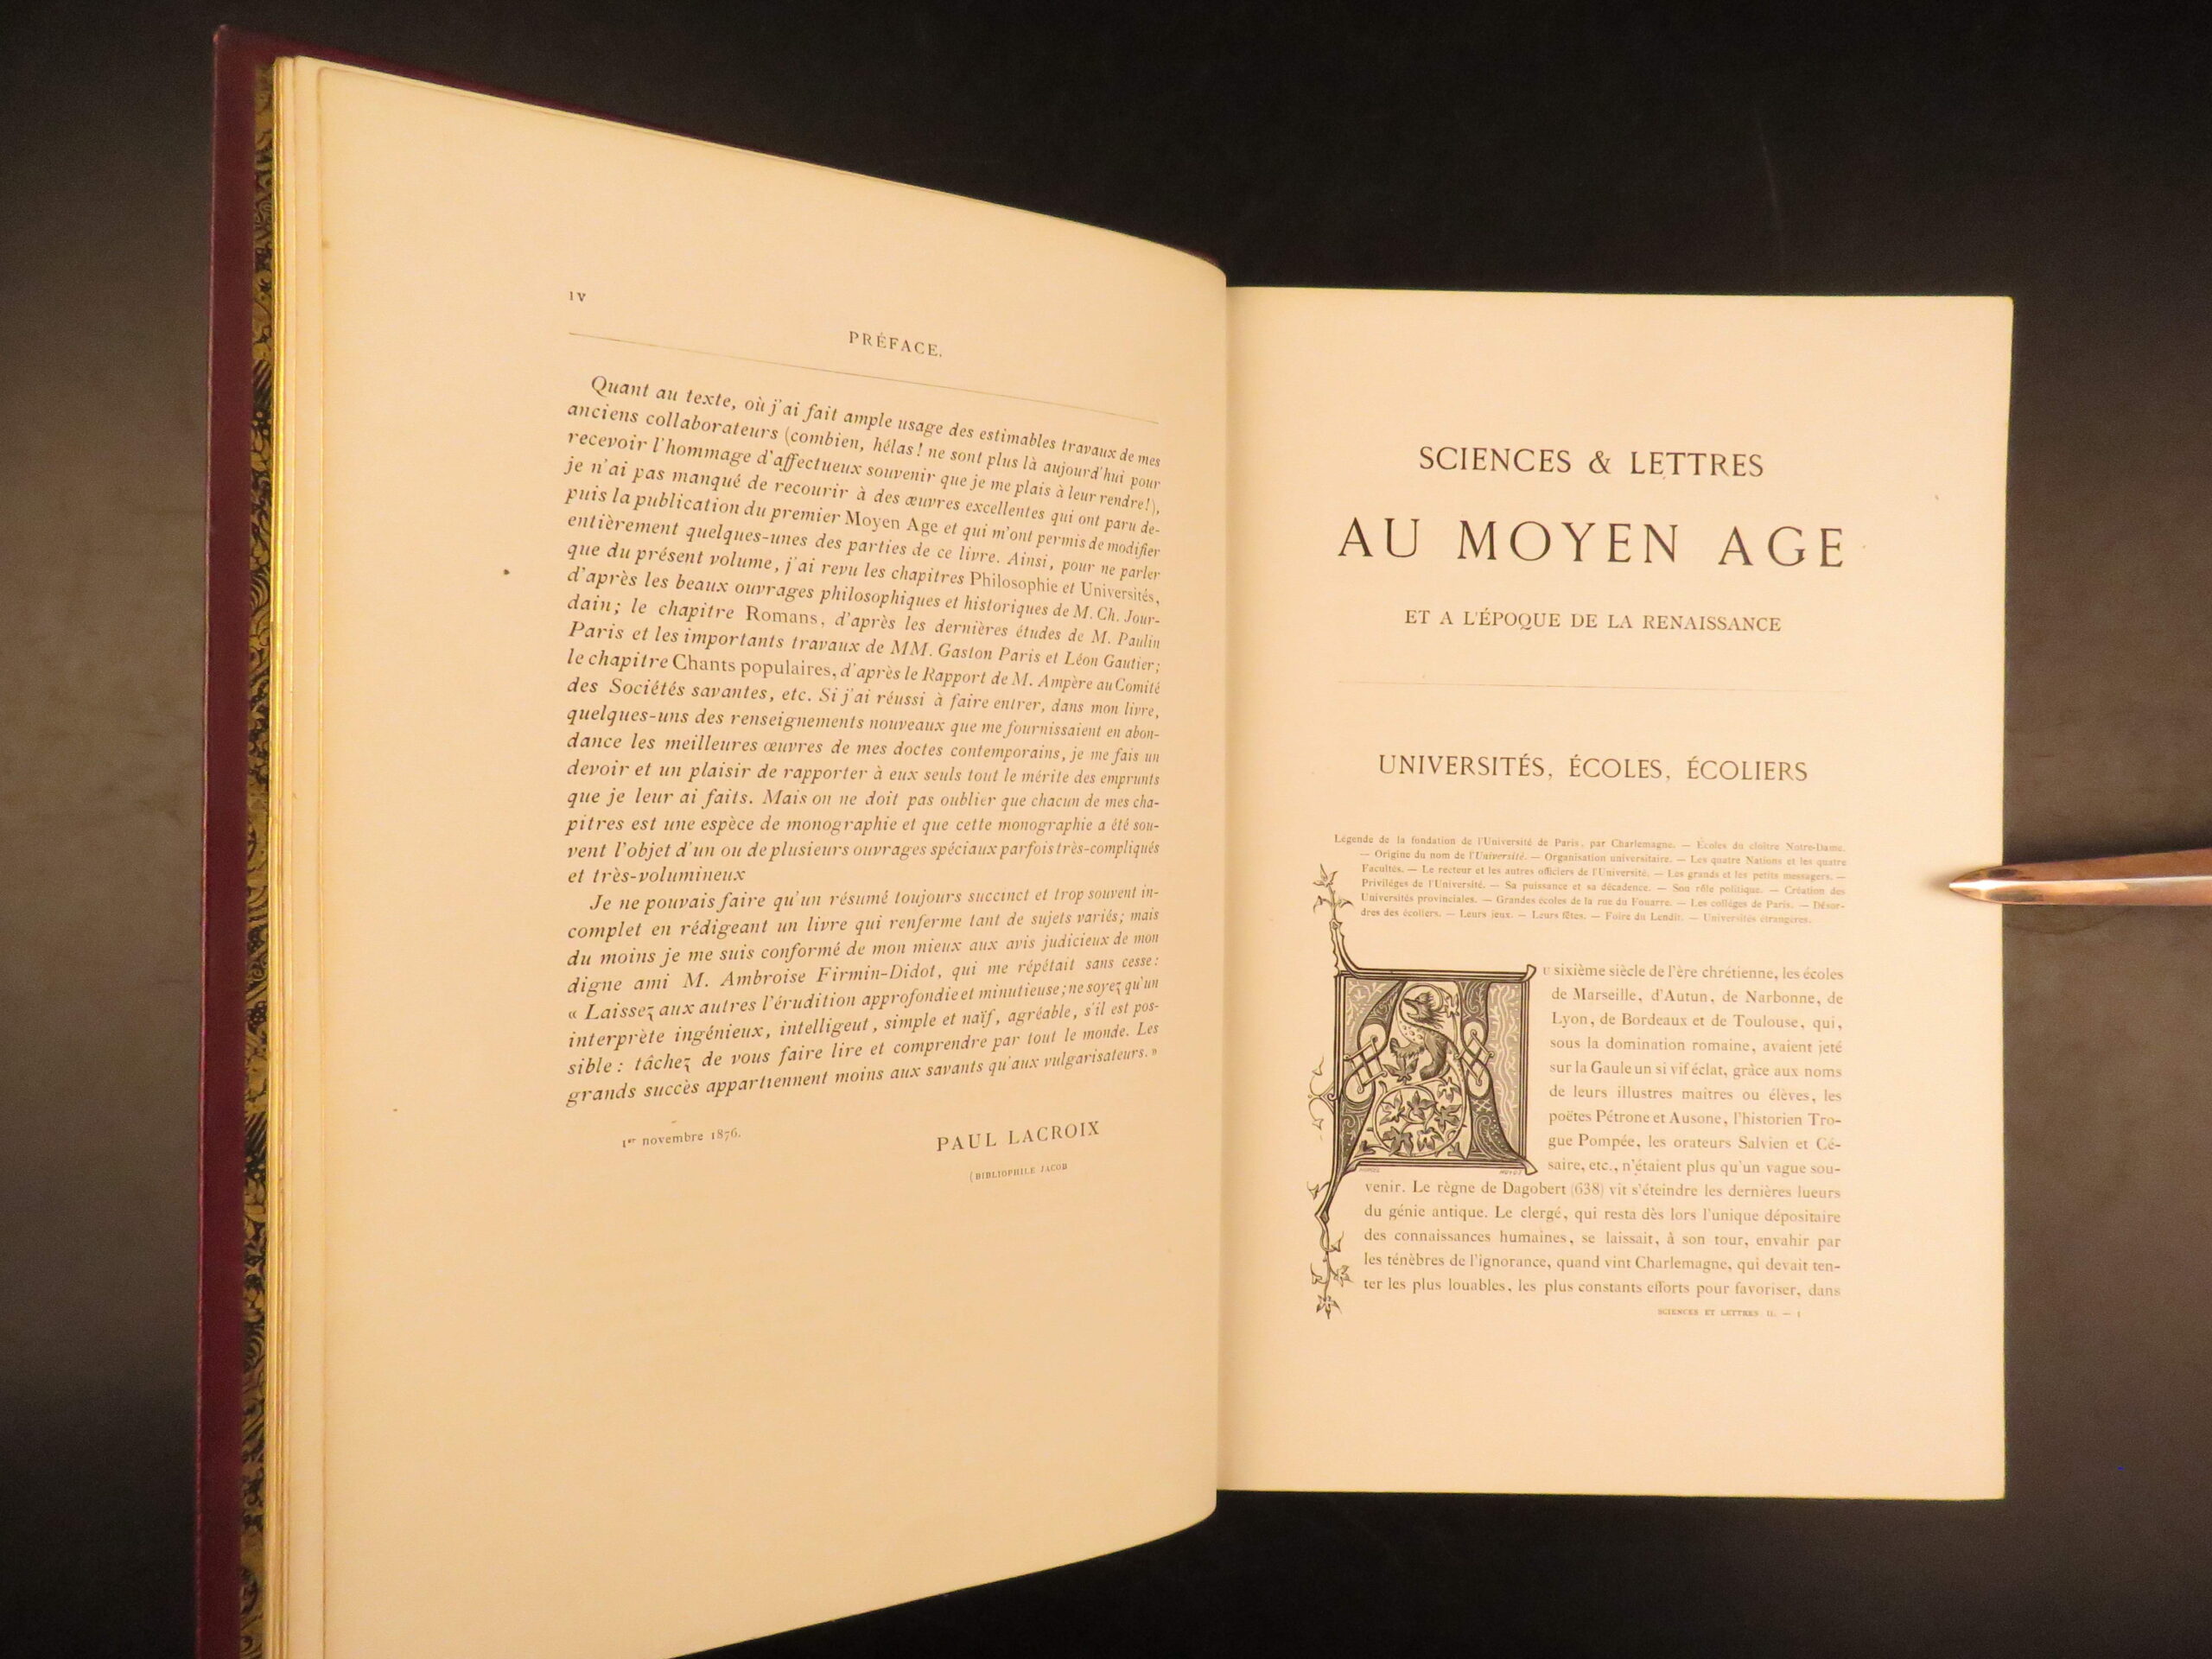 IV
PRÉFACE.
Quant au texte, où j'ai fait ample usage des estimables travaux de mes
anciens collaborateurs (combien, hélas! ne sont plus là aujourd'hui pour
recevoir l'hommage d'affectueux souvenir que je me plais à leur rendre!),
je n'ai pas manqué de recourir à des œuvres excellentes qui ont paru de-
puis la publication du premier Moyen Age et qui m'ont permis de modifier
entièrement quelques-unes des parties de ce livre. Ainsi, pour ne parler
que du présent volume, j'ai revu les chapitres Philosophie et Universités,
d'après les beaux ouvrages philosophiques et historiques de M. Ch. Jour-
dain; le chapitre Romans, d'après les dernières études de M. Paulin
Paris et les importants travaux de MM. Gaston Paris et Léon Gautier;
le chapitre Chants populaires, d'après le Rapport de M. Ampère au Comité
des Sociétés savantes, etc. Si j'ai réussi à faire entrer, dans mon livre,
quelques-uns des renseignements nouveaux que me fournissaient en abon-
dance les meilleures œuvres de mes doctes contemporains, je me fais un
devoir et un plaisir de rapporter à eux seuls tout le mérite des emprunts
que je leur ai faits. Mais on ne doit pas oublier que chacun de mes cha-
pitres est une espèce de monographie et que cette monographie a été sou-
vent l'objet d'un ou de plusieurs ouvrages spéciaux parfois très-compliqués
et très-volumineux
Je ne pouvais faire qu'un résumé toujours succinct et trop souvent in-
complet en rédigeant un livre qui renferme tant de sujets variés; mais
du moins je me suis conformé de mon mieux aux avis judicieux de mon
digne ami M. Ambroise Firmin-Didot, qui me répétait sans cesse:
« Laissez aux autres l'érudition approfondie et minutieuse; ne soyez qu'un
interprète ingénieux, intelligent, simple et naïf, agréable, s'il est pos-
sible : tâchez de vous faire lire et comprendre par tout le monde. Les
grands succès appartiennent moins aux savants qu'aux vulgarisateurs. »
1er novembre 1876.
PAUL LACROIX
(BIBLIOPHILE JACOB
SCIENCES & LETTRES
AU MOYEN AGE
ET A L'ÉPOQUE DE LA RENAISSANCE
UNIVERSITÉS, ÉCOLES, ÉCOLIERS
Légende de la fondation de l'Université de Paris, par Charlemagne. — Écoles du cloître Notre-Dame.
— Origine du nom de l'Université. — Organisation universitaire. — Les quatre Nations et les quatre
Facultés. — Le recteur et les autres officiers de l'Université. — Les grands et les petits messagers. —
Privilèges de l'Université. — Sa puissance et sa décadence. — Son rôle politique. — Création des
Universités provinciales. — Grandes écoles de la rue du Fouarre. — Les collèges de Paris. — Désor-
dres des écoliers. — Leurs jeux. — Leurs fêtes. — Foire du Lendit. — Universités étrangères.
AU sixième siècle de l'ère chrétienne, les écoles
de Marseille, d'Autun, de Narbonne, de
Lyon, de Bordeaux et de Toulouse, qui,
sous la domination romaine, avaient jeté
sur la Gaule un si vif éclat, grâce aux noms
de leurs illustres maîtres ou élèves, les
poëtes Pétrone et Ausone, l'historien Tro-
gue Pompée, les orateurs Salvien et Cé-
saire, etc., n'étaient plus qu'un vague sou-
venir. Le règne de Dagobert (638) vit s'éteindre les dernières lueurs
du génie antique. Le clergé, qui resta dès lors l'unique dépositaire
des connaissances humaines, se laissait, à son tour, envahir par
les ténèbres de l'ignorance, quand vint Charlemagne, qui devait ten-
ter les plus louables, les plus constants efforts pour favoriser, dans
SCIENCES ET LETTRES II. — 1